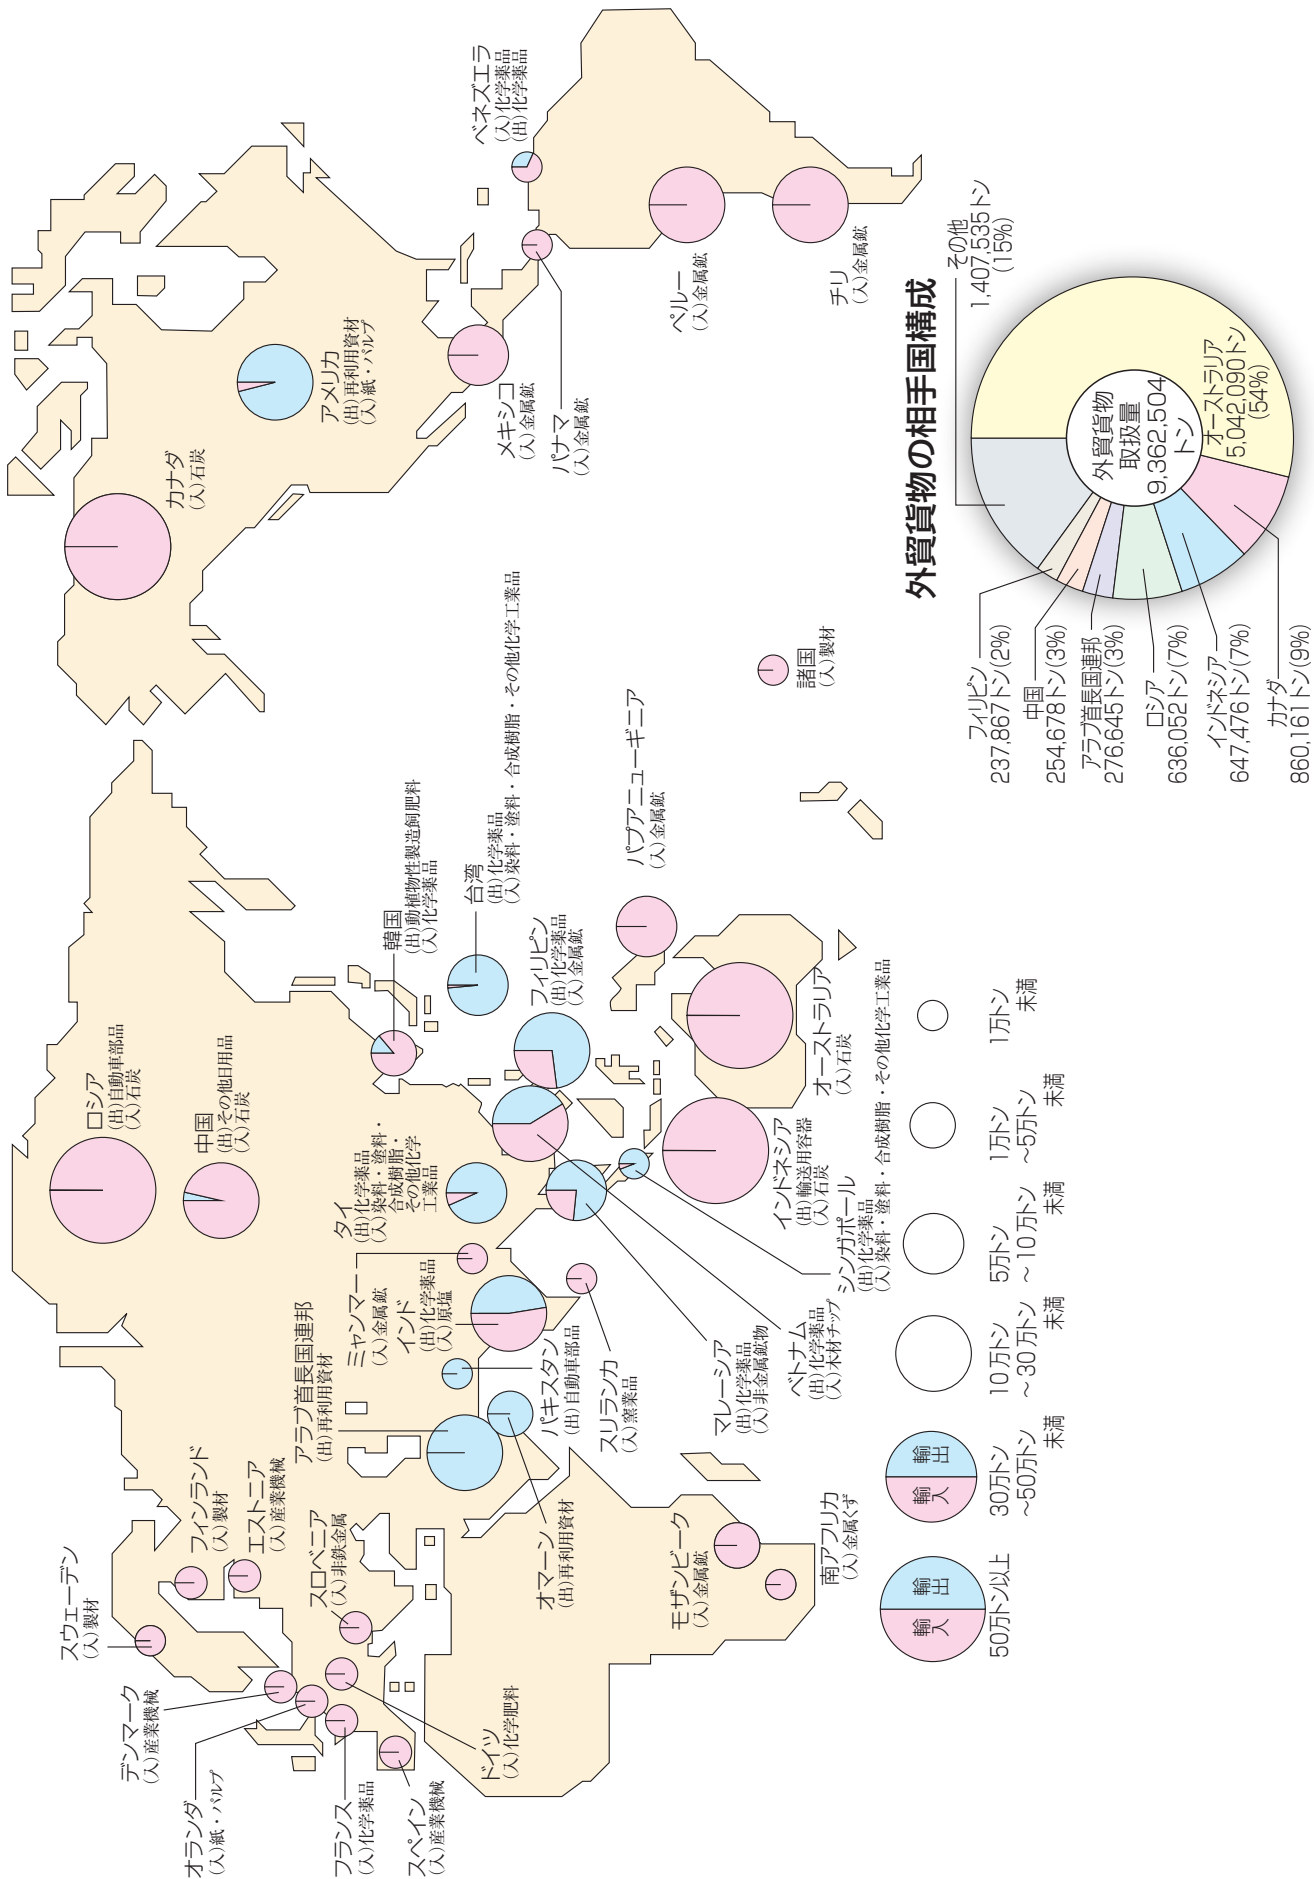 スウェーデン
(入)製材
フィンランド
(入)製材
エストニア
(入)産業機械
デンマーク
(入)産業機械
オランダ
(入)紙・パルプ
フランス
(入)化学薬品
スペイン
(入)産業機械
ドイツ
(入)化学肥料
スロベニア
(入)非鉄金属
オマーン
(出)再利用資材
モザンビーク
(入)金属鉱
南アフリカ
(入)金属くず
アラブ首長国連邦
(出)再利用資材
パキスタン
(出)自動車部品
スリランカ
(入)窯業品
ミャンマー
(入)金属鉱
インド
(出)化学薬品
(入)原塩
タイ
(出)化学薬品
(入)染料・塗料・
合成樹脂・
その他化学
工業品
ロシア
(出)自動車部品
(入)石炭
中国
(出)その他日用品
(入)石炭
韓国
(出)動植物性製造飼肥料
(入)化学薬品
台湾
(出)化学薬品
(入)染料・塗料・合成樹脂・その他化学工業品
フィリピン
(出)化学薬品
(入)金属鉱
マレーシア
(出)化学薬品
(入)非金属鉱物
ベトナム
(出)化学薬品
(入)木材チップ
シンガポール
(出)化学薬品
(入)染料・塗料・合成樹脂・その他化学工業品
インドネシア
(出)輸送用容器
(入)石炭
オーストラリア
(入)石炭
パプアニューギニア
(入)金属鉱
諸国
(入)製材
カナダ
(入)石炭
アメリカ
(出)再利用資材
(入)紙・パルプ
メキシコ
(入)金属鉱
パナマ
(入)金属鉱
ベネズエラ
(入)化学薬品
(出)化学薬品
ペルー
(入)金属鉱
チリ
(入)金属鉱
輸入
輸出
50万トン以上
輸入
輸出
30万トン
~50万トン
未満
10万トン
~30万トン
未満
5万トン
~10万トン
未満
1万トン
~5万トン
未満
1万トン
未満
外貿貨物の相手国構成
その他
1,407,535トン
(15%)
フィリピン
237,867トン(2%)
中国
254,678トン(3%)
アラブ首長国連邦
276,645トン(3%)
ロシア
636,052トン(7%)
インドネシア
647,476トン(7%)
カナダ
860,161トン(9%)
外貿貨物
取扱量
9,362,504
トン
オーストラリア
5,042,090トン
(54%)